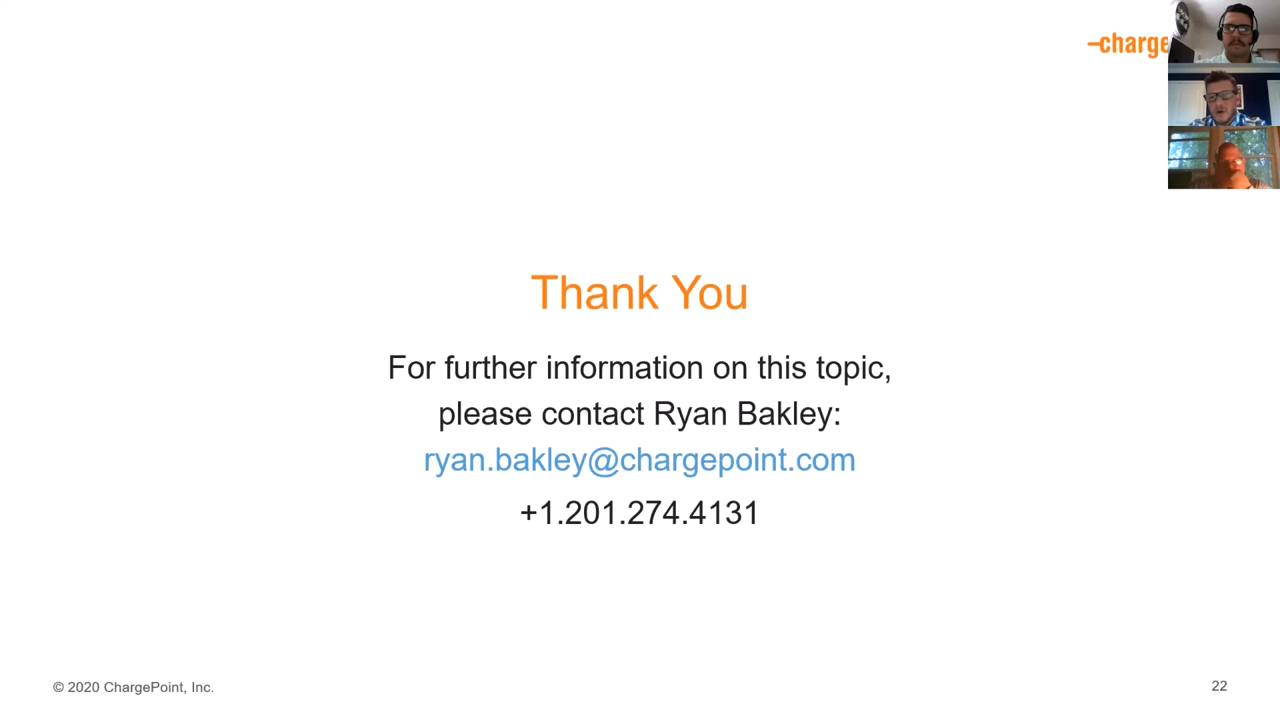 -charge
Thank You
For further information on this topic,
please contact Ryan Bakley:
ryan.bakley@chargepoint.com
+1.201.274.4131
© 2020 ChargePoint, Inc.
22